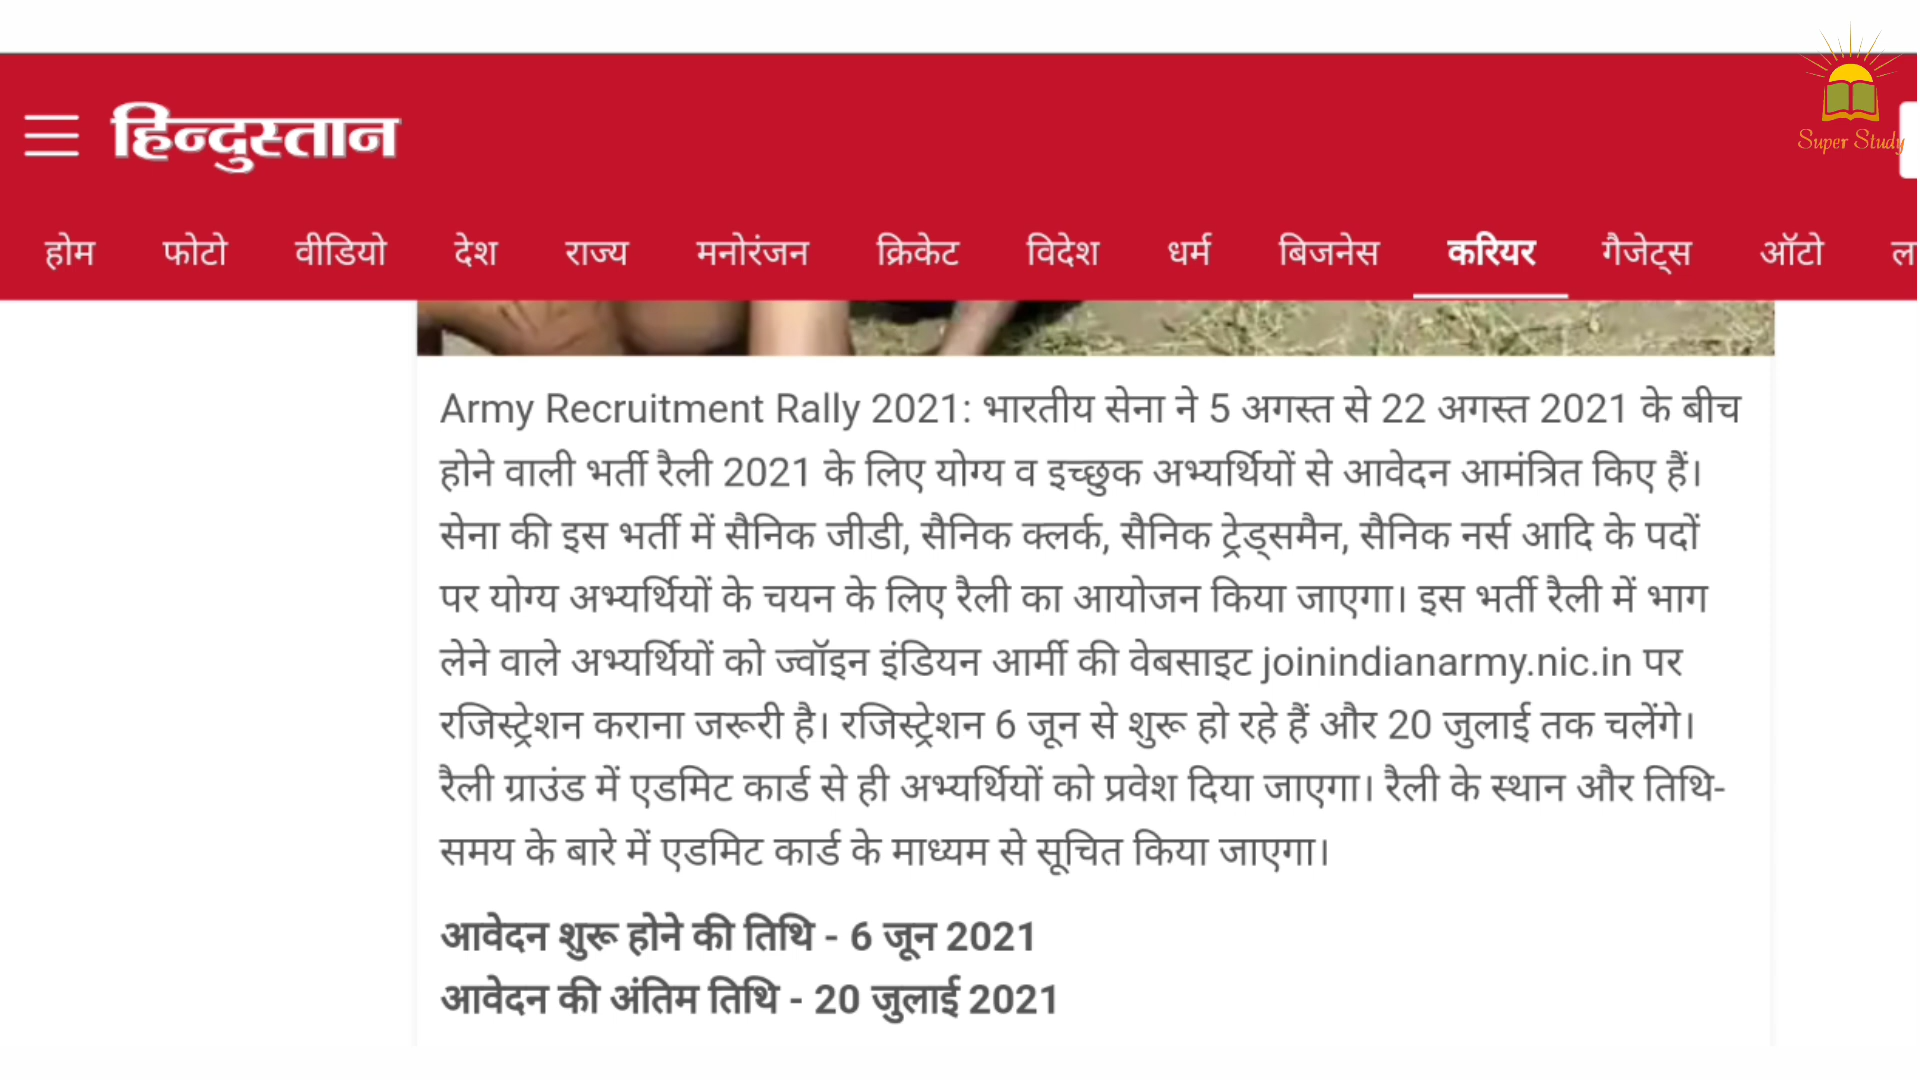 हिन्दुस्तान
Super Study
होम फोटो वीडियो देश राज्य मनोरंजन क्रिकेट विदेश धर्म बिजनेस करियर गैजेट्स ऑटो
Army Recruitment Rally 2021: भारतीय सेना ने 5 अगस्त से 22 अगस्त 2021 के बीच
होने वाली भर्ती रैली 2021 के लिए योग्य व इच्छुक अभ्यर्थियों से आवेदन आमंत्रित किए हैं।
सेना की इस भर्ती में सैनिक जीडी, सैनिक क्लर्क, सैनिक ट्रेड्समैन, सैनिक नर्स आदि के पदों
पर योग्य अभ्यर्थियों के चयन के लिए रैली का आयोजन किया जाएगा। इस भर्ती रैली में भाग
लेने वाले अभ्यर्थियों को ज्वॉइन इंडियन आर्मी की वेबसाइट joinindianarmy.nic.in पर
रजिस्ट्रेशन कराना जरूरी है। रजिस्ट्रेशन 6 जून से शुरू हो रहे हैं और 20 जुलाई तक चलेंगे।
रैली ग्राउंड में एडमिट कार्ड से ही अभ्यर्थियों को प्रवेश दिया जाएगा। रैली के स्थान और तिथि-
समय के बारे में एडमिट कार्ड के माध्यम से सूचित किया जाएगा।
आवेदन शुरू होने की तिथि - 6 जून 2021
आवेदन की अंतिम तिथि - 20 जुलाई 2021